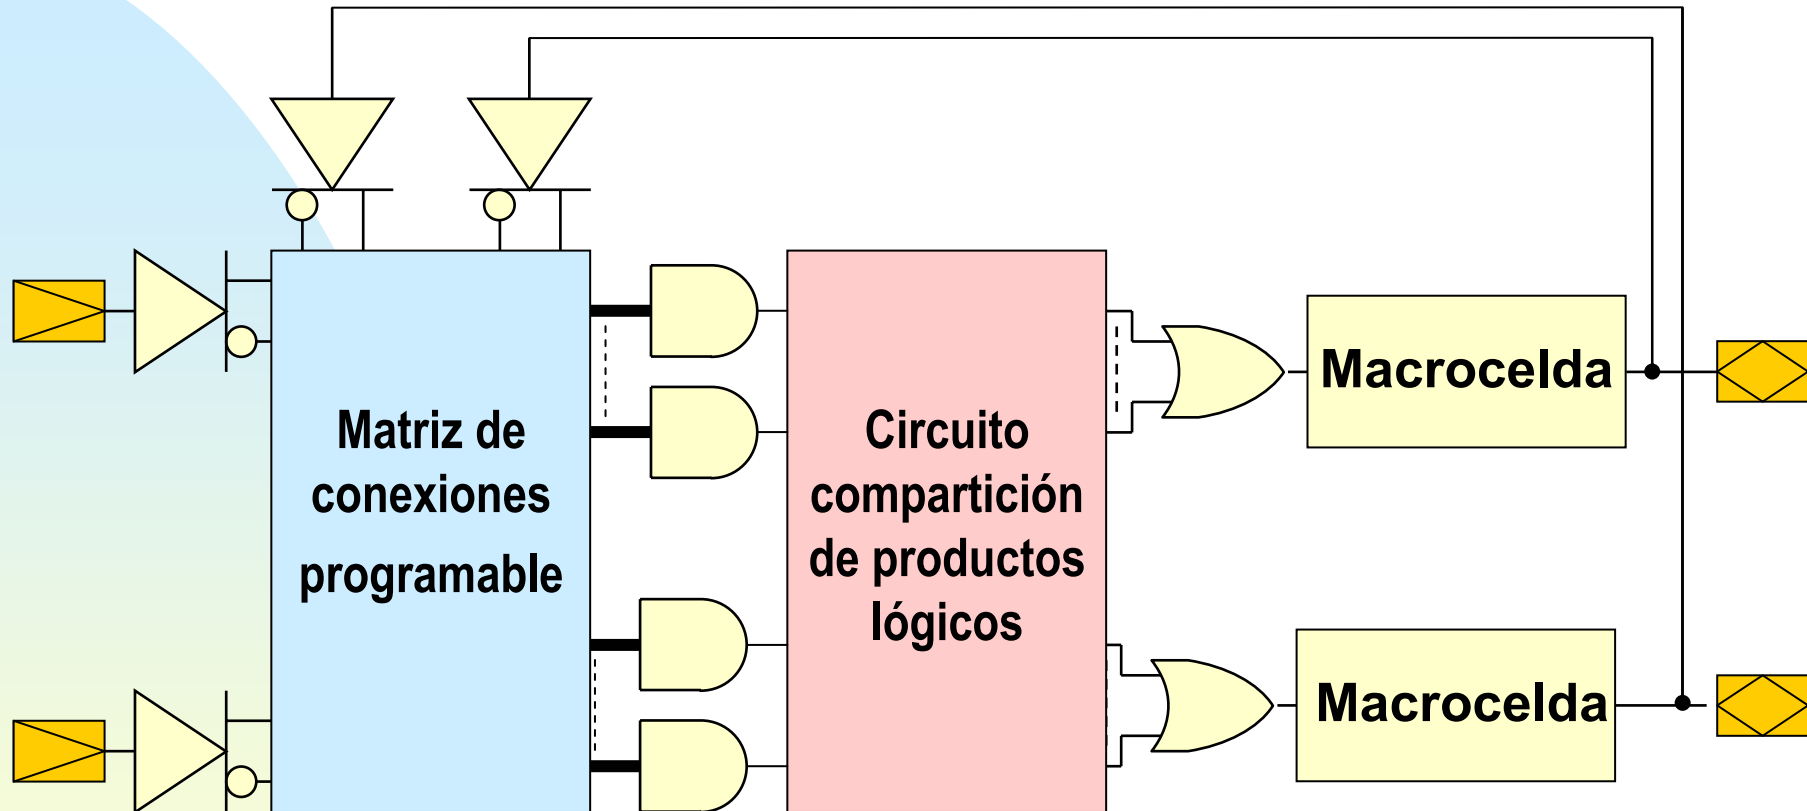 Matriz de
conexiones
programable
Circuito
compartición
de productos
lógicos
Macrocelda
Macrocelda